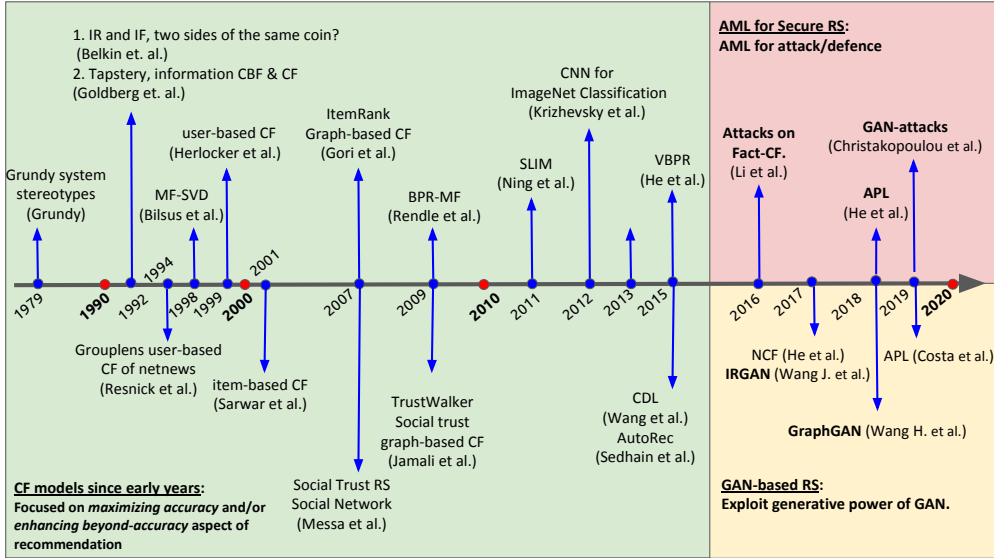 1. IR and IF, two sides of the same coin?
(Belkin et. al.)
2. Tapstery, information CBF & CF
(Goldberg et. al.)
user-based CF
(Herlocker et al.)
ItemRank
Graph-based CF
(Gori et al.)
CNN for
ImageNet Classification
(Krizhevsky et al.)
Grundy system
stereotypes
(Grundy)
MF-SVD
(Bilsus et al.)
BPR-MF
(Rendle et al.)
SLIM
(Ning et al.)
VBPR
(He et al.)
AML for Secure RS:
AML for attack/defence
Attacks on
Fact-CF.
(Li et al.)
GAN-attacks
(Christakopoulou et al.)
APL
(He et al.)
1979
1990
1992
1994
1998
1999
2000
2001
2007
2009
2010
2011
2012
2013
2015
2016
2017
2018
2019
2020
Grouplens user-based
CF of netnews
(Resnick et al.)
item-based CF
(Sarwar et al.)
Social Trust RS
Social Network
(Messa et al.)
TrustWalker
Social trust
graph-based CF
(Jamali et al.)
CDL
(Wang et al.)
AutoRec
(Sedhain et al.)
NCF (He et al.)
IRGAN (Wang J. et al.)
APL (Costa et al.)
GraphGAN (Wang H. et al.)
CF models since early years:
Focused on maximizing accuracy and/or
enhancing beyond-accuracy aspect of
recommendation
GAN-based RS:
Exploit generative power of GAN.